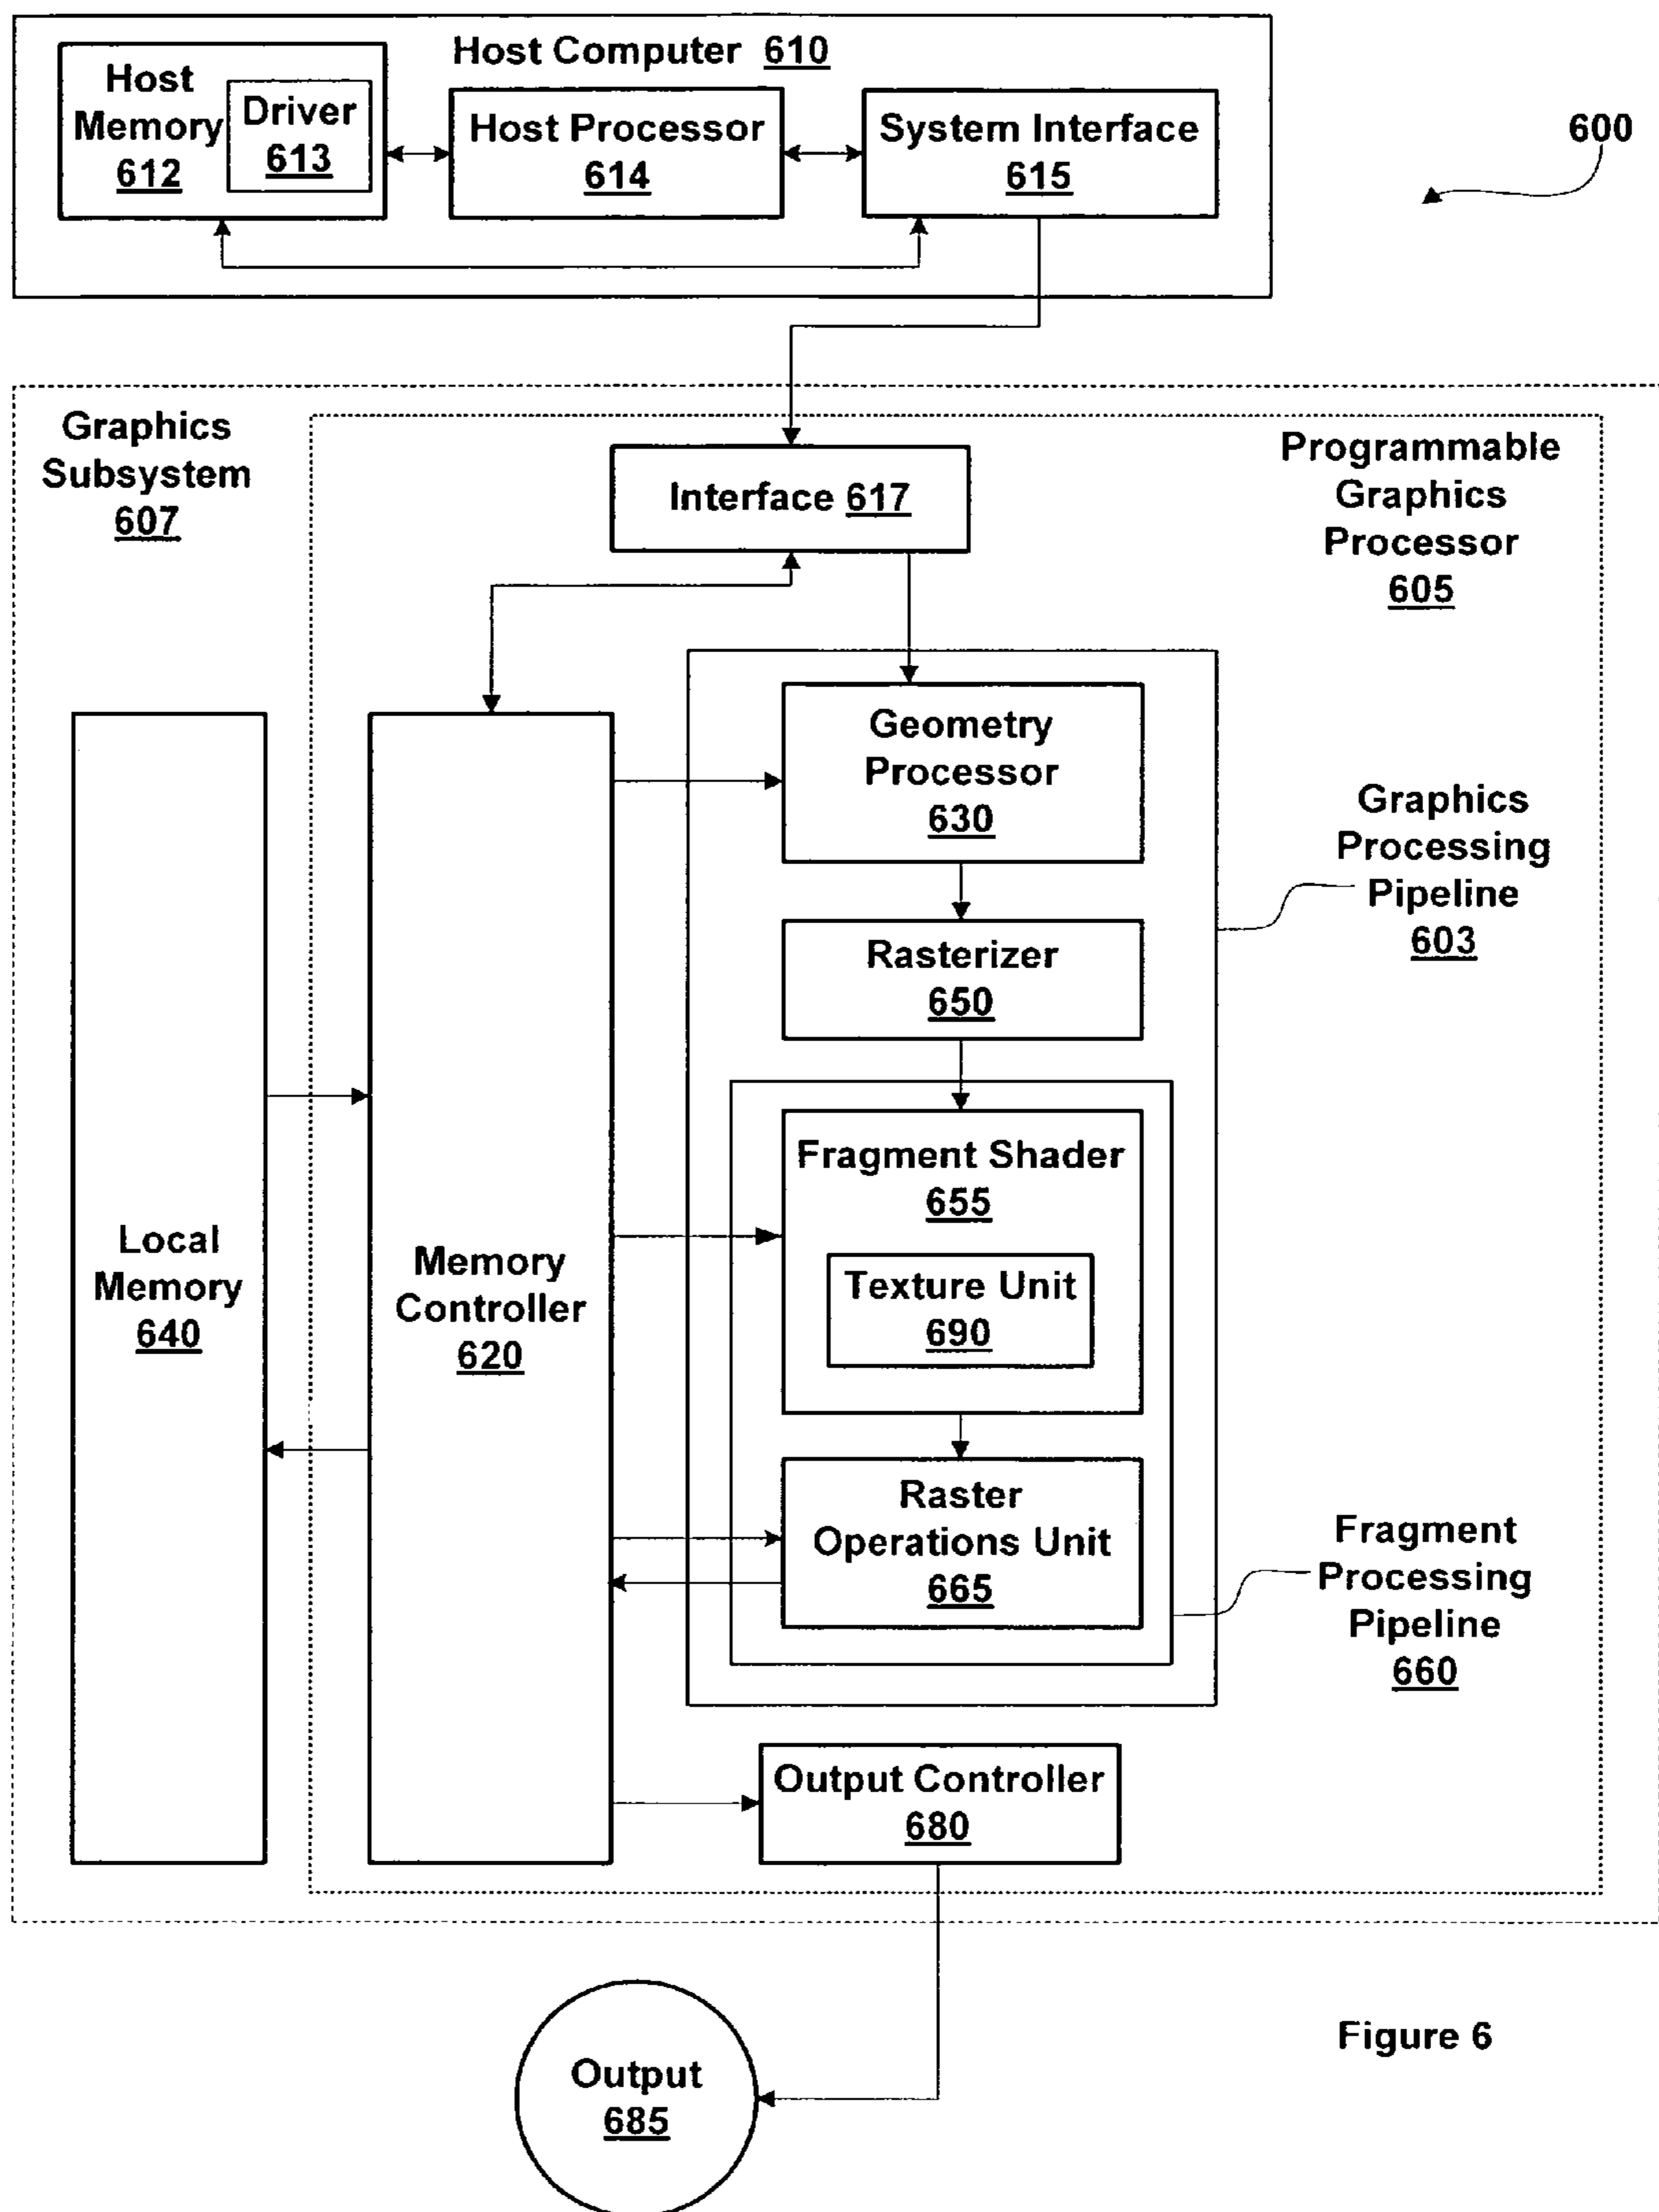 Host Computer 610
Host
Memory
612
Driver
613
Host Processor
614
System Interface
615
600
Graphics
Subsystem
607
Programmable
Graphics
Processor
605
Interface 617
Geometry
Processor
630
Graphics
Processing
Pipeline
603
Rasterizer
650
Fragment Shader
655
Texture Unit
690
Local
Memory
640
Memory
Controller
620
Raster
Operations Unit
665
Fragment
Processing
Pipeline
660
Output Controller
680
Output
685
Figure 6